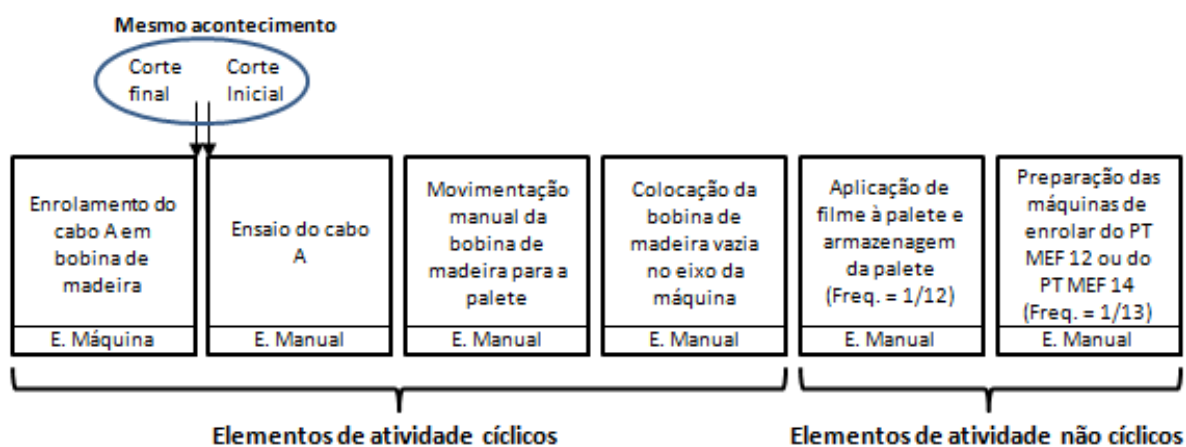 Mesmo acontecimento
Corte
final
Corte
Inicial
Enrolamento do
cabo A em
bobina de
madeira
E. Máquina
Ensaio do cabo
A
E. Manual
Movimentação
manual da
bobina de
madeira para a
palete
E. Manual
Colocação da
bobina de
madeira vazia
no eixo da
máquina
E. Manual
Aplicação de
filme à palete e
armazenagem
da palete
(Freq. = 1/12)
E. Manual
Preparação das
máquinas de
enrolar do PT
MEF 12 ou do
PT MEF 14
(Freq. = 1/13)
E. Manual
Elementos de atividade cíclicos
Elementos de atividade não cíclicos